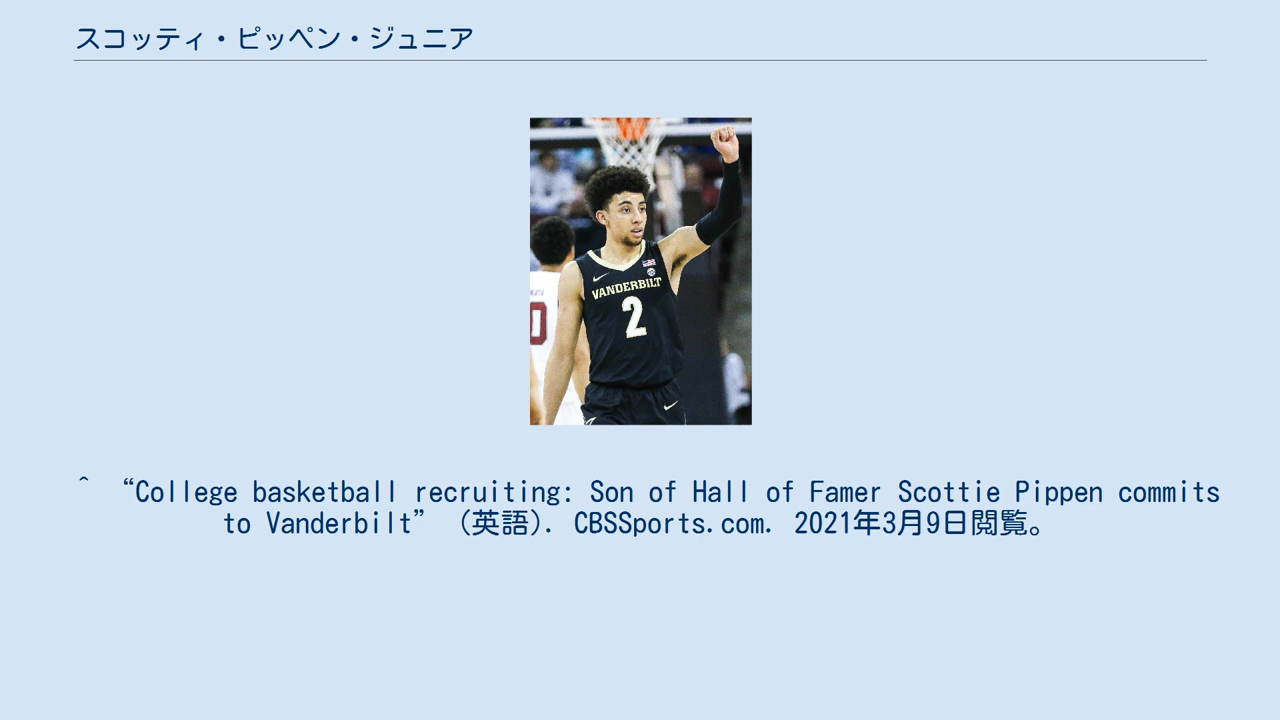 スコッティ・ピッペン・ジュニア
VANDERBILT
2
0
^ “College basketball recruiting: Son of Hall of Famer Scottie Pippen commits
to Vanderbilt” (英語). CBSSports.com. 2021年3月9日閲覧。